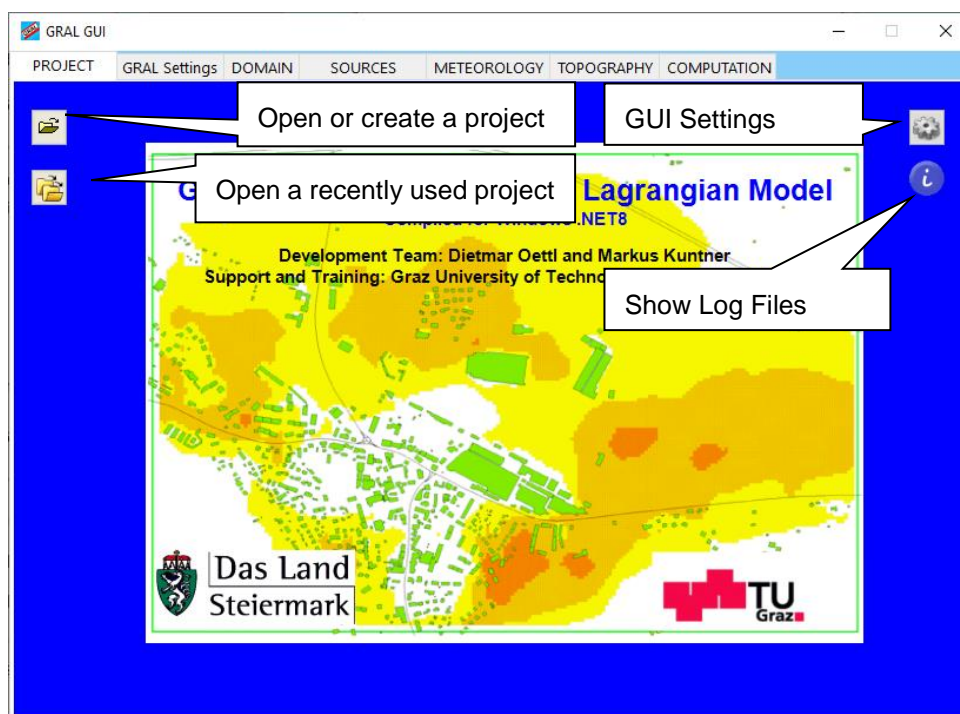 GRAL GUI
PROJECT GRAL Settings DOMAIN SOURCES METEOROLOGY TOPOGRAPHY COMPUTATION
Open or create a project
GUI Settings
Open a recently used project
G Lagrangian Model
.NET8
Development Team: Dietmar Oettl and Markus Kuntner
Support and Training: Graz University of Techno
Show Log Files
Das Land
Steiermark
TU
Graz